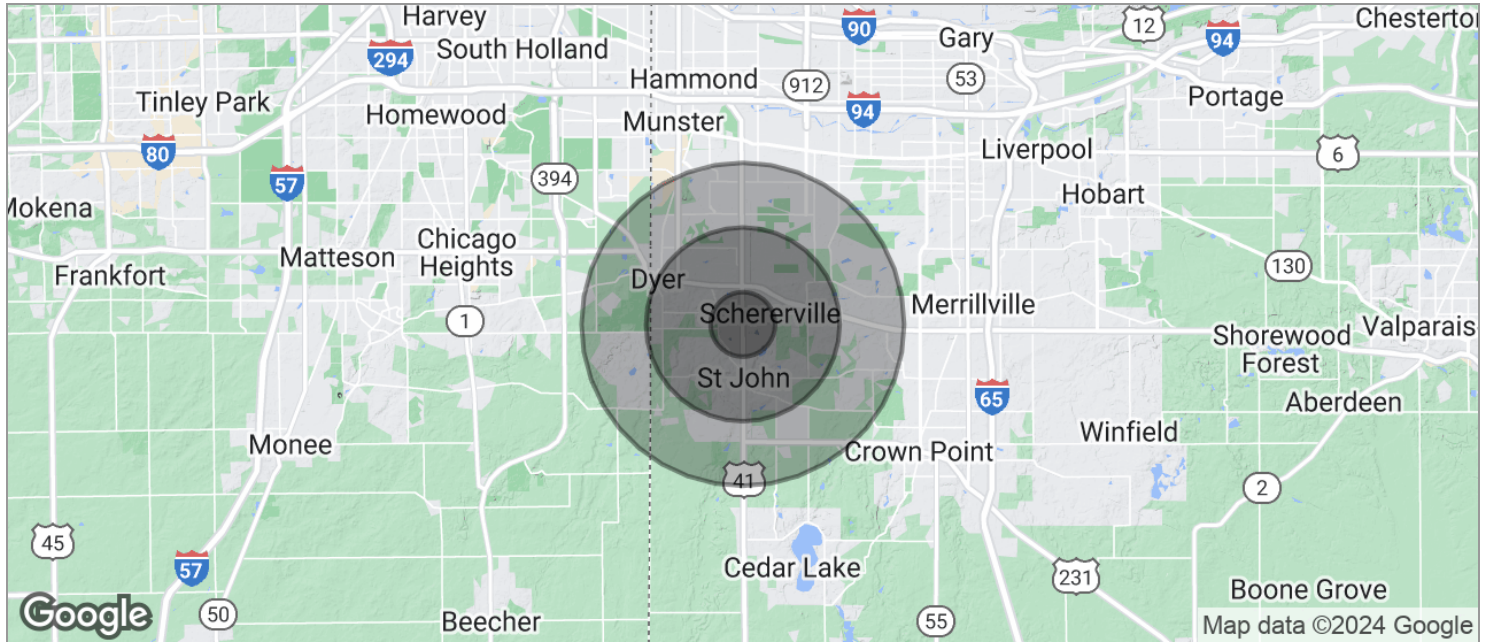 Harvey
90
12
Chesterton
South Holland
Gary
94
294
Hammond
912
53
Tinley Park
Homewood
94
Portage
Munster
80
Liverpool
6
57
394
Hobart
Mokena
Chicago
Heights
Matteson
Frankfort
Dyer
130
1
Schererville
Merrillville
Shorewood
Forest
Valparais
St John
65
Aberdeen
Monee
Crown Point
Winfield
41
2
45
57
Cedar Lake
231
Boone Grove
50
Beecher
55
Google
Map data ©2024 Google